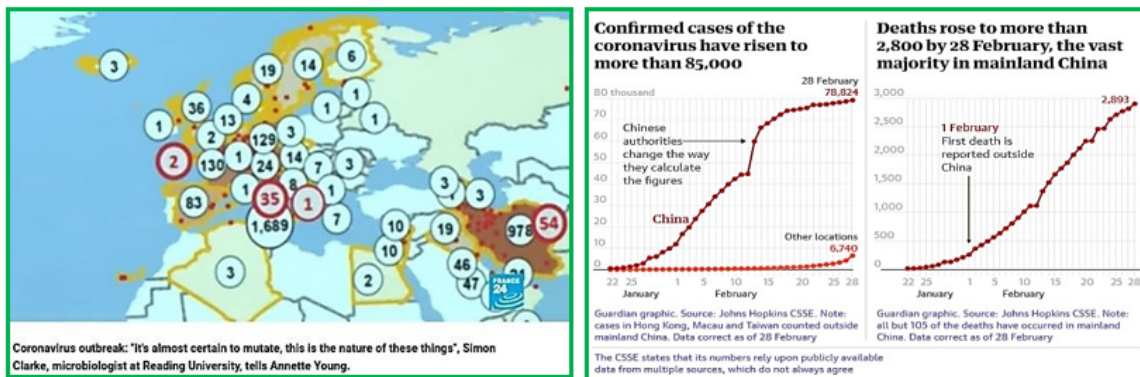 3
19
14
6
36
4
1
1
1
13
2
129
3
1
2
130
1
24
14
7
3
83
1
8
1
35
1
1,689
7
10
10
3
3
19
978
54
3
2
46
47
FRANCE
24
Coronavirus outbreak: "it's almost certain to mutate, this is the nature of these things", Simon
Clarke, microbiologist at Reading University, tells Annette Young.
Confirmed cases of the
coronavirus have risen to
more than 85,000
28 February
80 thousand
78,824
70
60
50
40
30
20
10
0
Chinese
authorities
change the way
they calculate
the figures
China
Other locations
6,740
22 25 1 5 10 15 20 25 28
January February
Guardian graphic. Source: Johns Hopkins CSSE. Note:
cases in Hong Kong, Macau and Taiwan counted outside
mainland China. Data correct as of 28 February
The CSSE states that its numbers rely upon publicly available
data from multiple sources, which do not always agree
Deaths rose to more than
2,800 by 28 February, the vast
majority in mainland China
3,000
2,893
2,500
2,000
1,500
1,000
500
0
1 February
First death is
reported outside
China
22 25 1 5 10 15 20 25 28
January February
Guardian graphic. Source: Johns Hopkins CSSE. Note:
all but 105 of the deaths have occurred in mainland
China. Data correct as of 28 February